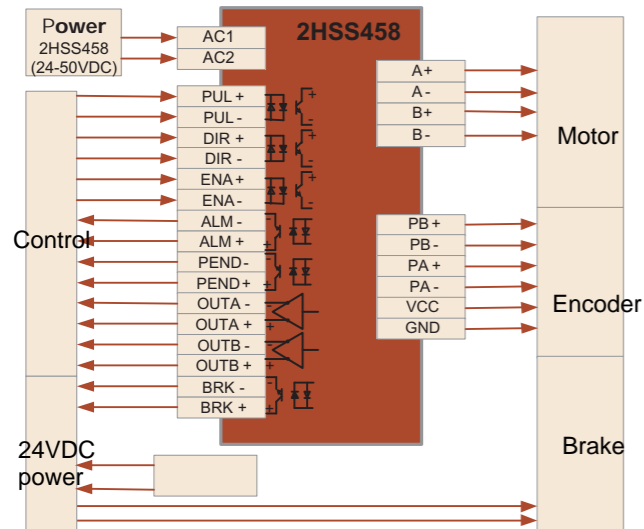 Power
2HSS458
(24-50VDC)
AC1
AC2
2HSS458
PUL +
PUL -
DIR +
DIR -
ENA+
ENA-
ALM -
ALM +
PEND-
PEND+
OUTA -
OUTA +
OUTB -
OUTB +
BRK -
BRK +
+
-
+
-
+
-
-
+
-
+
-
+
-
+
-
+
A+
A -
B+
B -
PB +
PB -
PA +
PA -
VCC
GND
Control
24VDC
power
Motor
Encoder
Brake